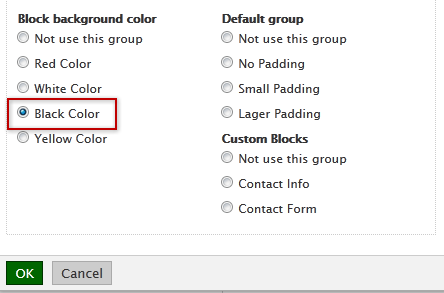 Block background color
Not use this group
Red Color
White Color
Black Color
Yellow Color
Default group
Not use this group
No Padding
Small Padding
Lager Padding
Custom Blocks
Not use this group
Contact Info
Contact Form
OK
Cancel